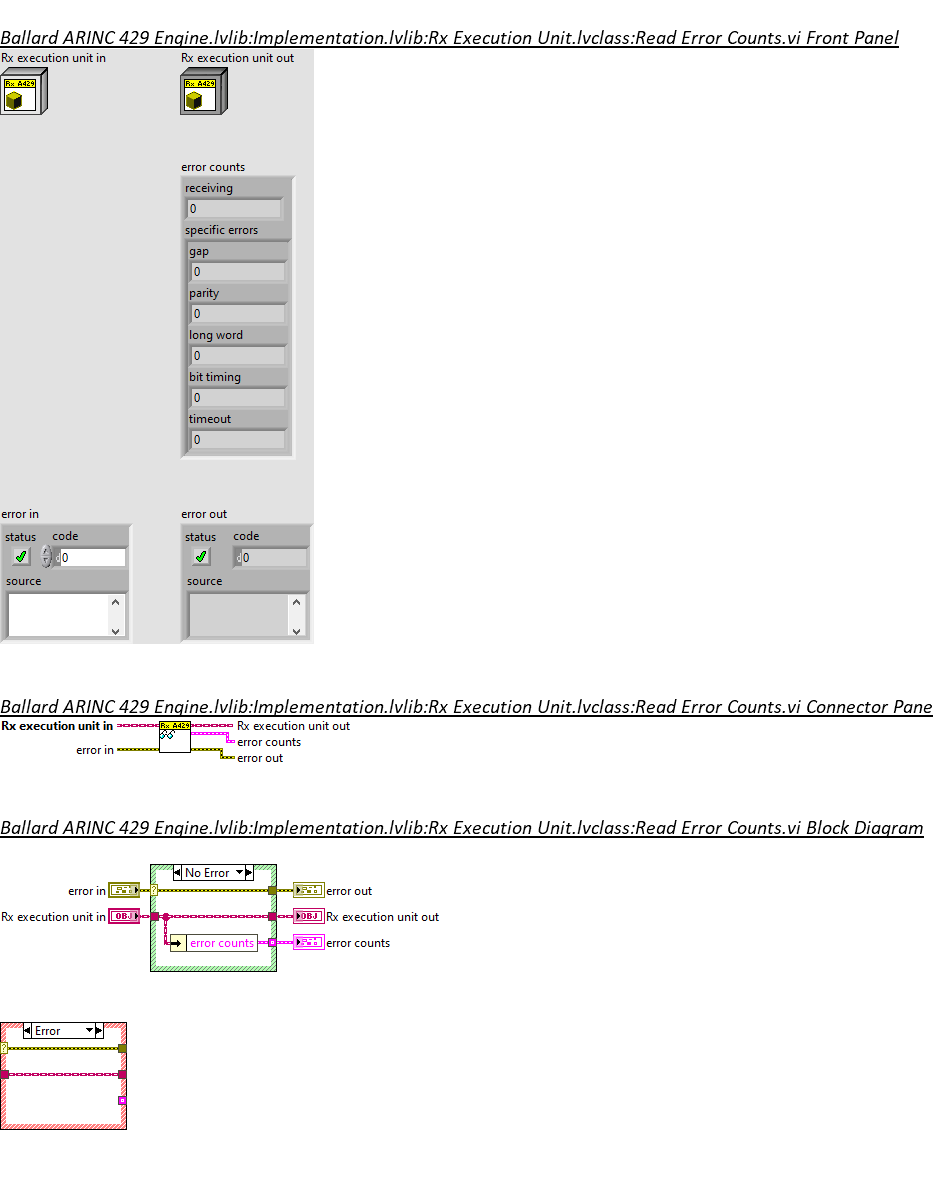 Ballard ARINC 429 Engine.lvlib:Implementation.lvlib:Rx Execution Unit.lvclass:Read Error Counts.vi Front Panel
Rx execution unit in
Rx execution unit out
Rx A429
Rx A429
error counts
receiving
0
specific errors
gap
0
parity
0
long word
0
bit timing
0
timeout
0
error in
error out
status code
status code
0
d 0
source
source
Ballard ARINC 429 Engine.lvlib:Implementation.lvlib:Rx Execution Unit.lvclass:Read Error Counts.vi Connector Pane
Rx execution unit in
Rx A429
Rx execution unit out
error counts
error in
error out
Ballard ARINC 429 Engine.lvlib:Implementation.lvlib:Rx Execution Unit.lvclass:Read Error Counts.vi Block Diagram
No Error
error in
?
error out
Rx execution unit in
OBJ
OBJ
Rx execution unit out
error counts
error counts
Error
?